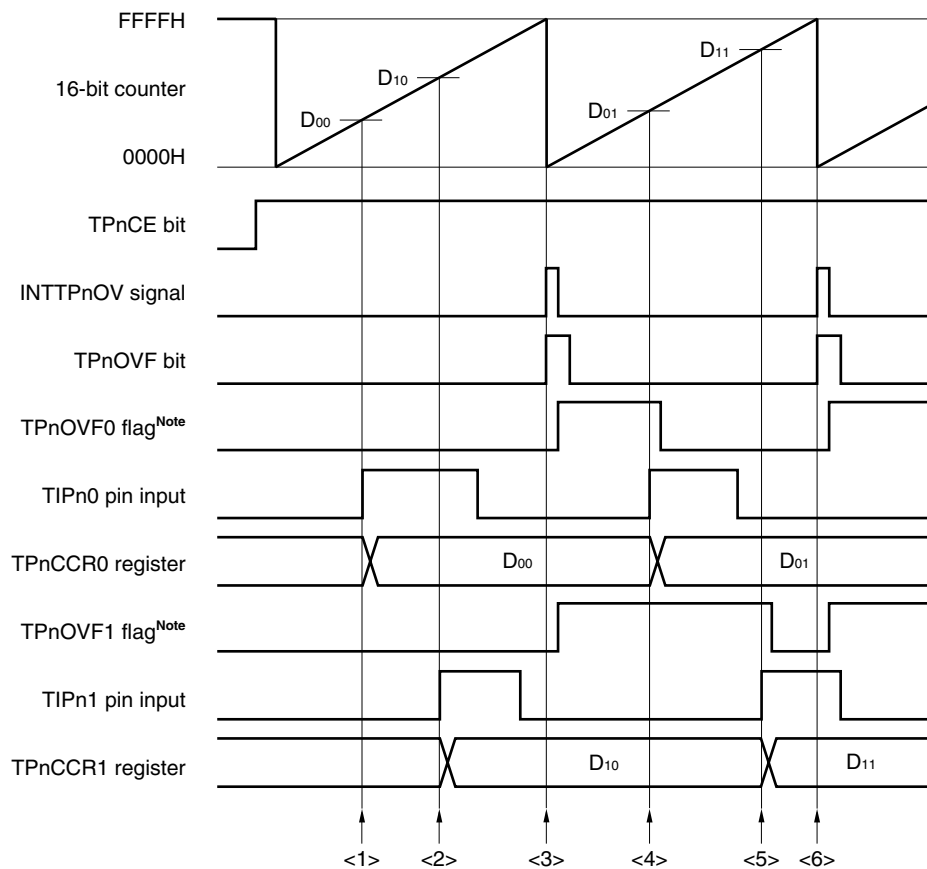 FFFFH
D11
D10
16-bit counter
D01
D00
0000H
TPnCE bit
INTTPnOV signal
TPnOVF bit
TPnOVF0 flagNote
TIPn0 pin input
TPnCCR0 register
D00
D01
TPnOVF1 flagNote
TIPn1 pin input
TPnCCR1 register
D10
D11
<1>
<2>
<3>
<4>
<5>
<6>